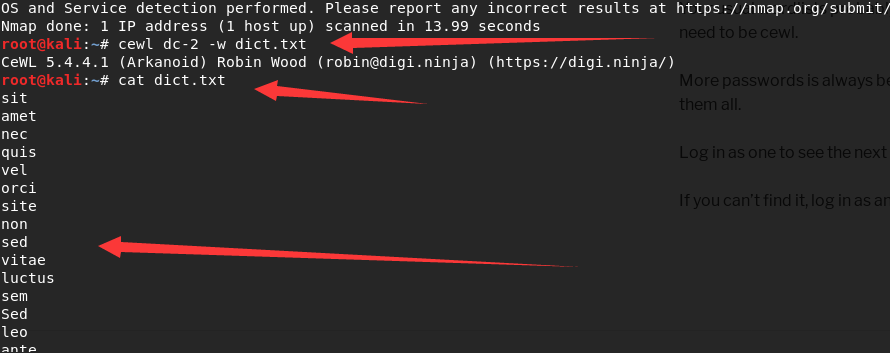 OS and Service detection performed. Please report any incorrect results at https://nmap.org/submit/
Nmap done: 1 IP address (1 host up) scanned in 13.99 seconds
root@kali:~# cewl dc-2 -w dict.txt
CeWL 5.4.4.1 (Arkanoid) Robin Wood (robin@digi.ninja) (https://digi.ninja/)
root@kali:~# cat dict.txt
sit
amet
nec
quis
vel
orci
site
non
sed
vitae
luctus
sem
Sed
leo
ante
need to be cewl.
More passwords is always be
them all.
Log in as one to see the next
If you can't find it, log in as an